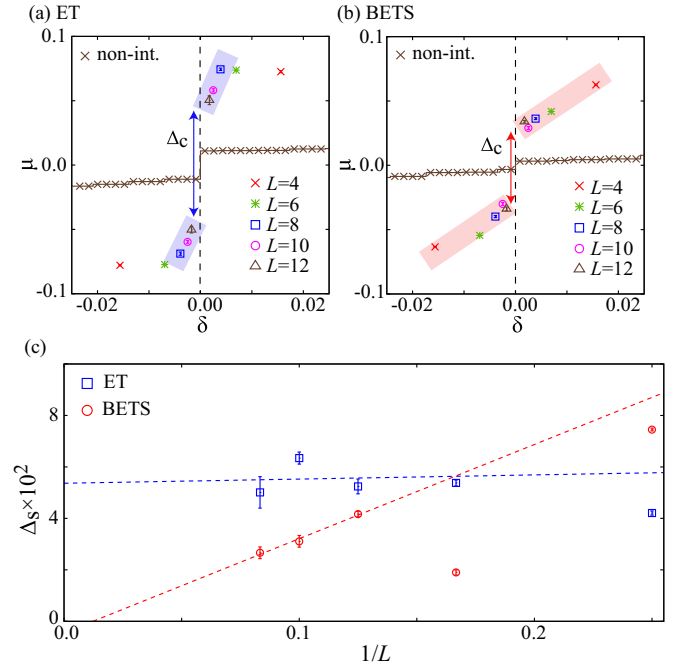 (a) ET
(b) BETS
× non-int.
× non-int.
Δc
Δc
μ
μ
0.1
0.0
-0.1
0.1
0.0
-0.1
L=4
L=6
L=8
L=10
L=12
L=4
L=6
L=8
L=10
L=12
-0.02
0.00
0.02
-0.02
0.00
0.02
δ
δ
(c)
ET
BETS
Δs×10²
8
4
0
0.0
0.1
0.2
1/L